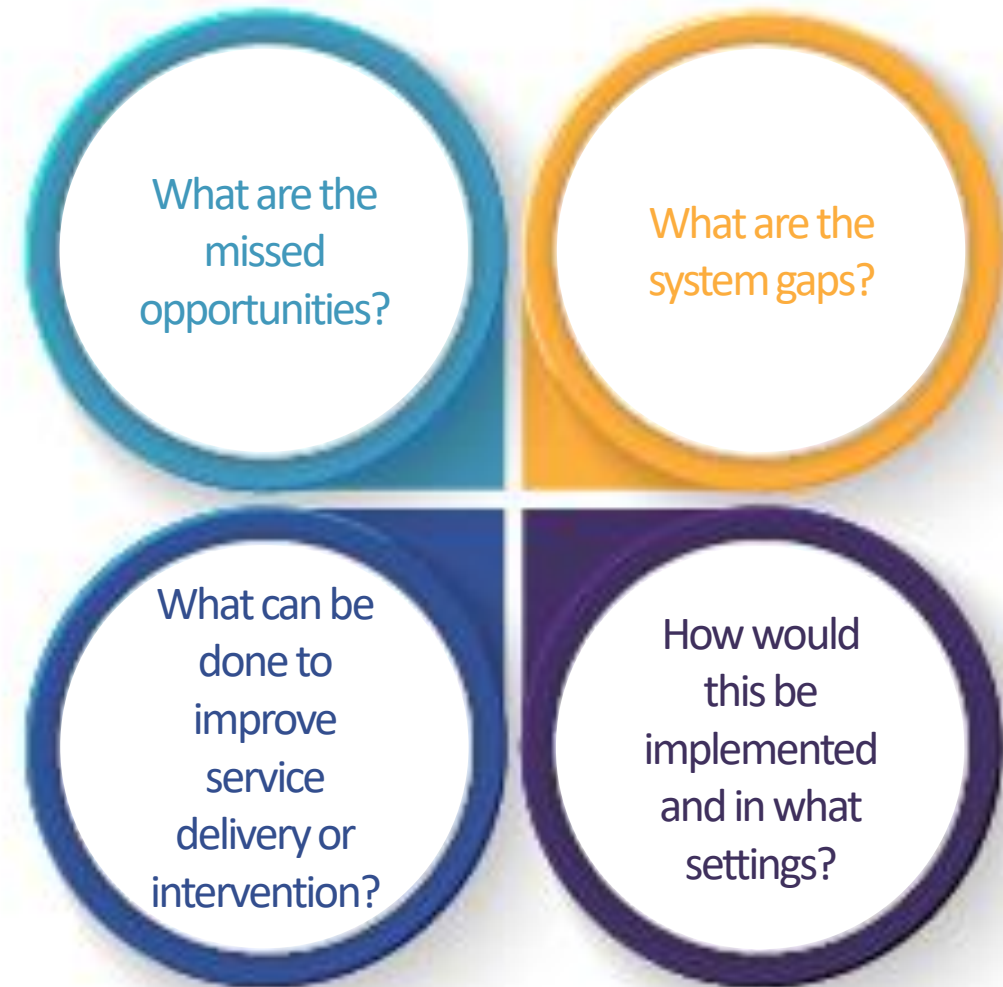 What are the
missed
opportunities?
What are the
system gaps?
What can be
done to
improve
service
delivery or
intervention?
How would
this be
implemented
and in what
settings?